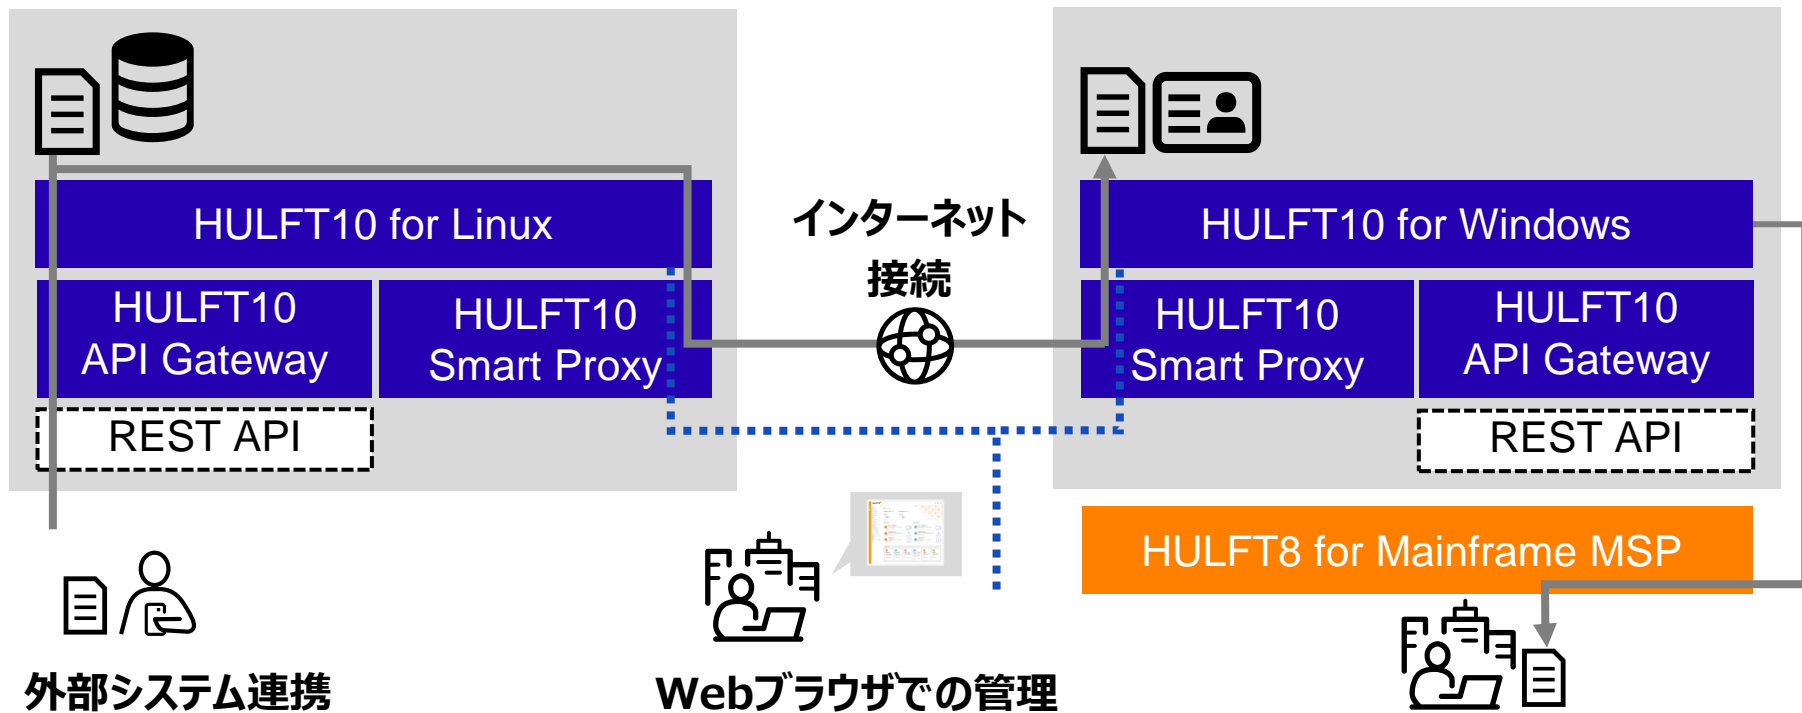 HULFT10 for Linux
HULFT10
API Gateway
HULFT10
Smart Proxy
REST API
インターネット
接続
HULFT10 for Windows
HULFT10
Smart Proxy
HULFT10
API Gateway
REST API
HULFT8 for Mainframe MSP
外部システム連携
Webブラウザでの管理